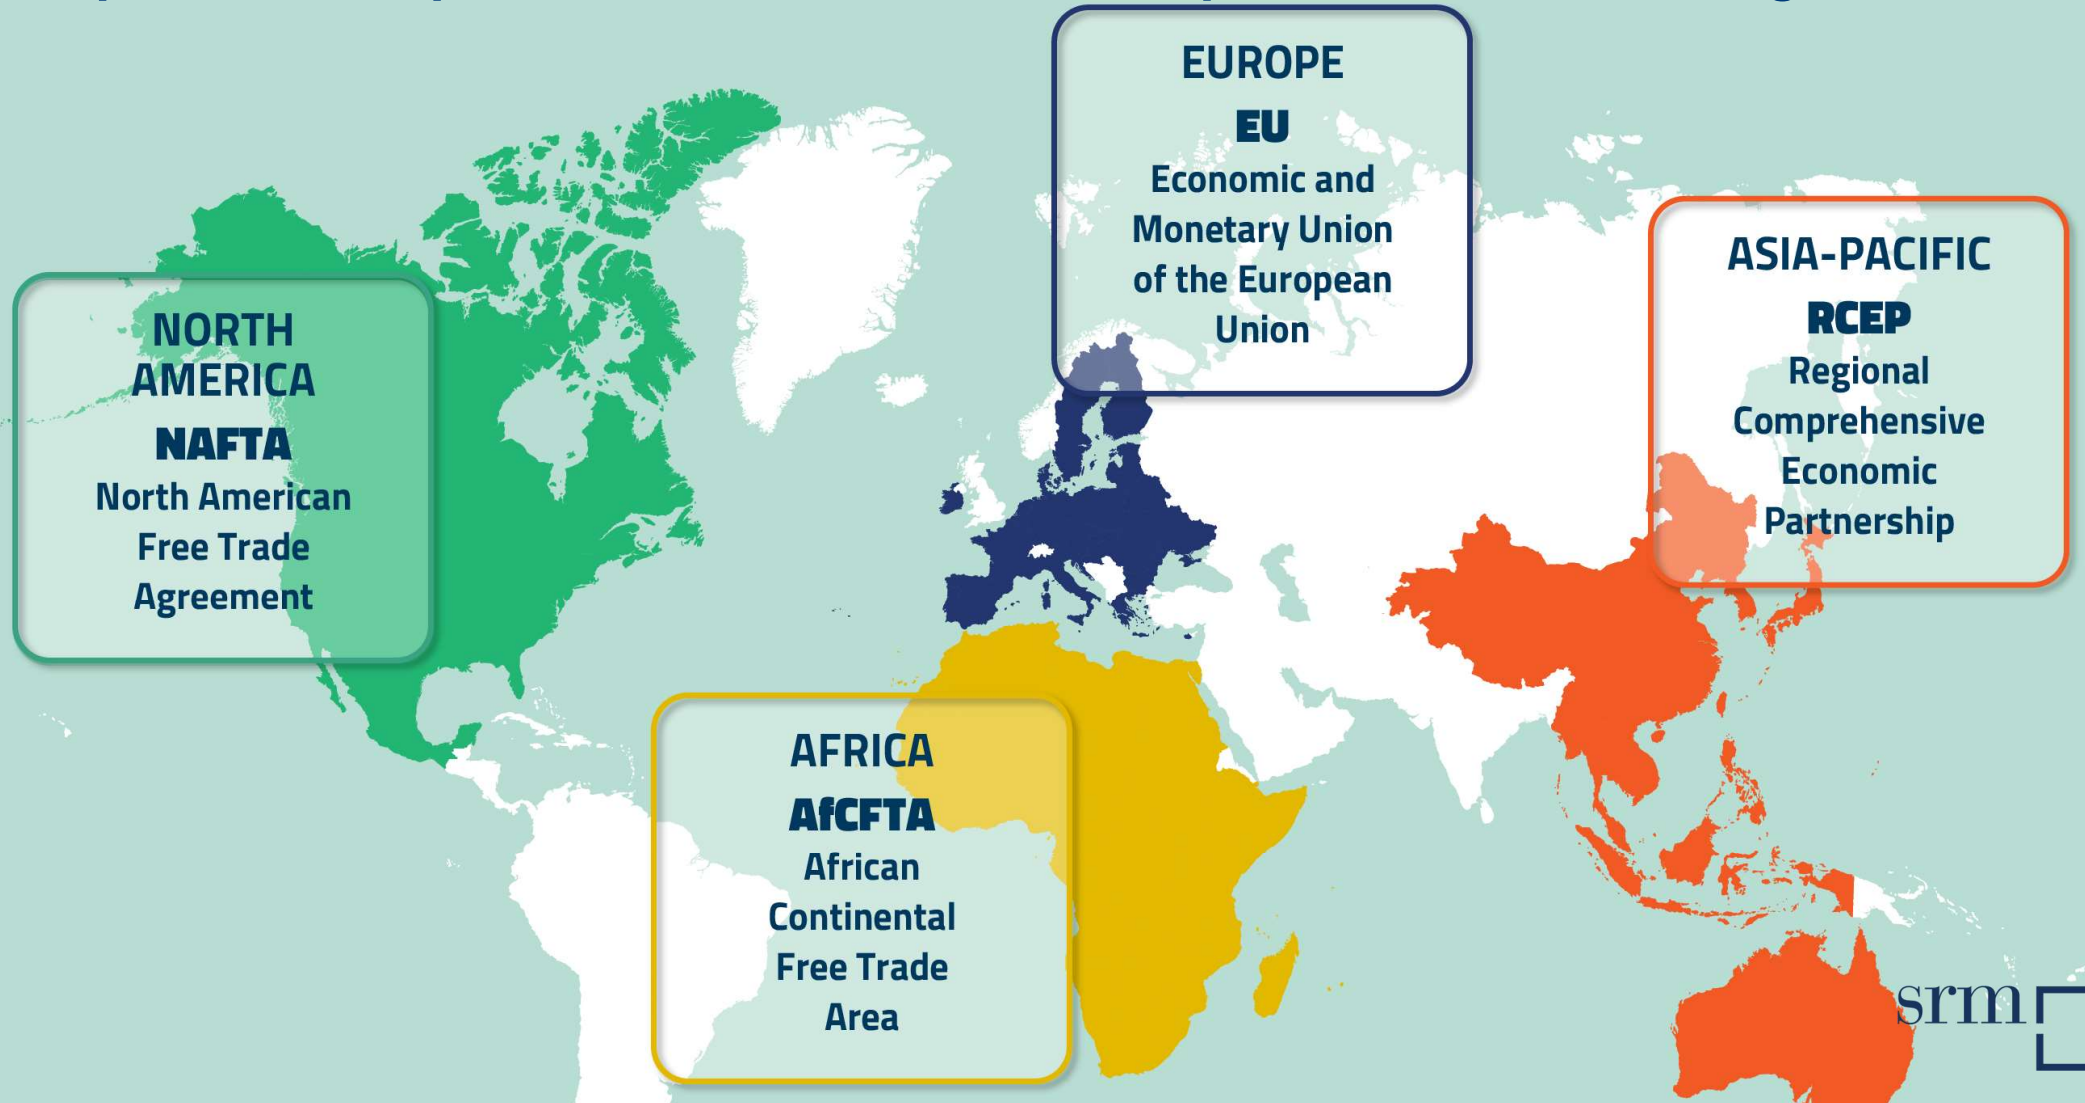 EUROPE
EU
Economic and
Monetary Union
of the European
Union
ASIA-PACIFIC
RCEP
Regional
Comprehensive
Economic
Partnership
NORTH
AMERICA
NAFTA
North American
Free Trade
Agreement
AFRICA
AfCFTA
African
Continental
Free Trade
Area
srm